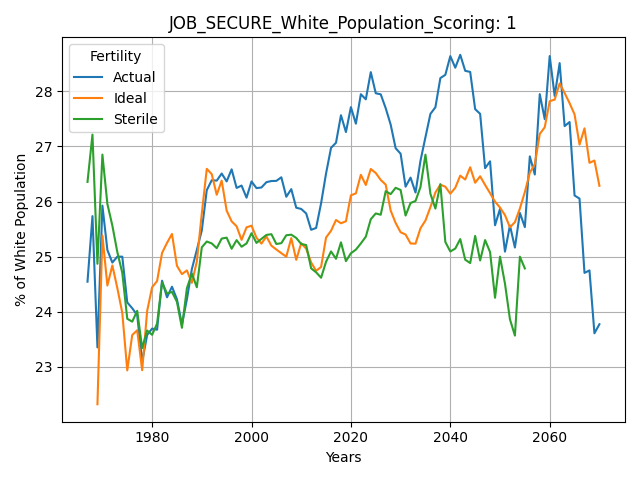 JOB_SECURE_White_Population_Scoring: 1
Fertility
Actual
Ideal
Sterile
% of White Population
28
27
26
25
24
23
1980
2000
2020
2040
2060
Years